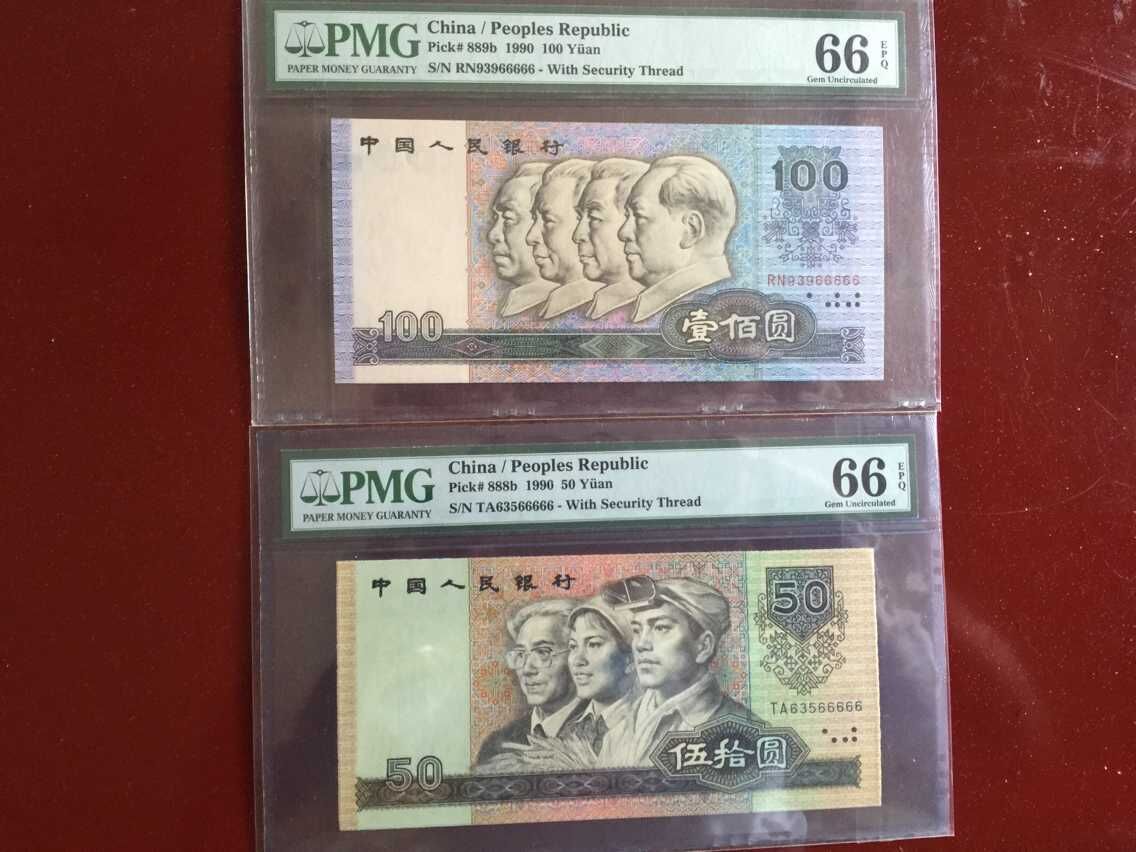 PMG
PAPER MONEY GUARANTY
China / Peoples Republic
Pick# 889b 1990 100 Yüan
S/N RN93966666 - With Security Thread
66 EPQ
Gem Uncirculated
中国人民银行
100
RN93966666
100
壹佰圆
PMG
PAPER MONEY GUARANTY
China / Peoples Republic
Pick# 888b 1990 50 Yüan
S/N TA63566666 - With Security Thread
66 EPQ
Gem Uncirculated
中国人民银行
50
TA63566666
50
伍拾圆